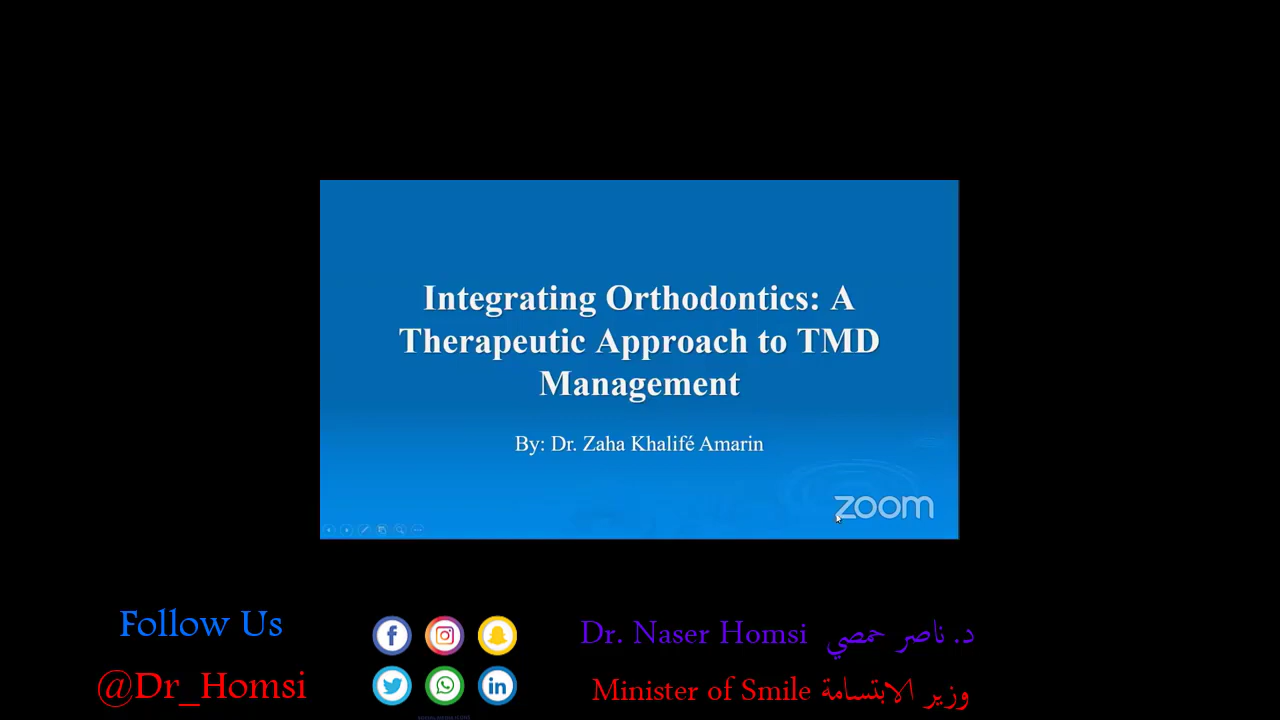 Integrating Orthodontics: A
Therapeutic Approach to TMD
Management
By: Dr. Zaha Khalifé Amarin
zoom
Follow Us
@Dr_Homsi
Dr. Naser Homsi د. ناصر حمصي
Minister of Smile وزير الابتسامة